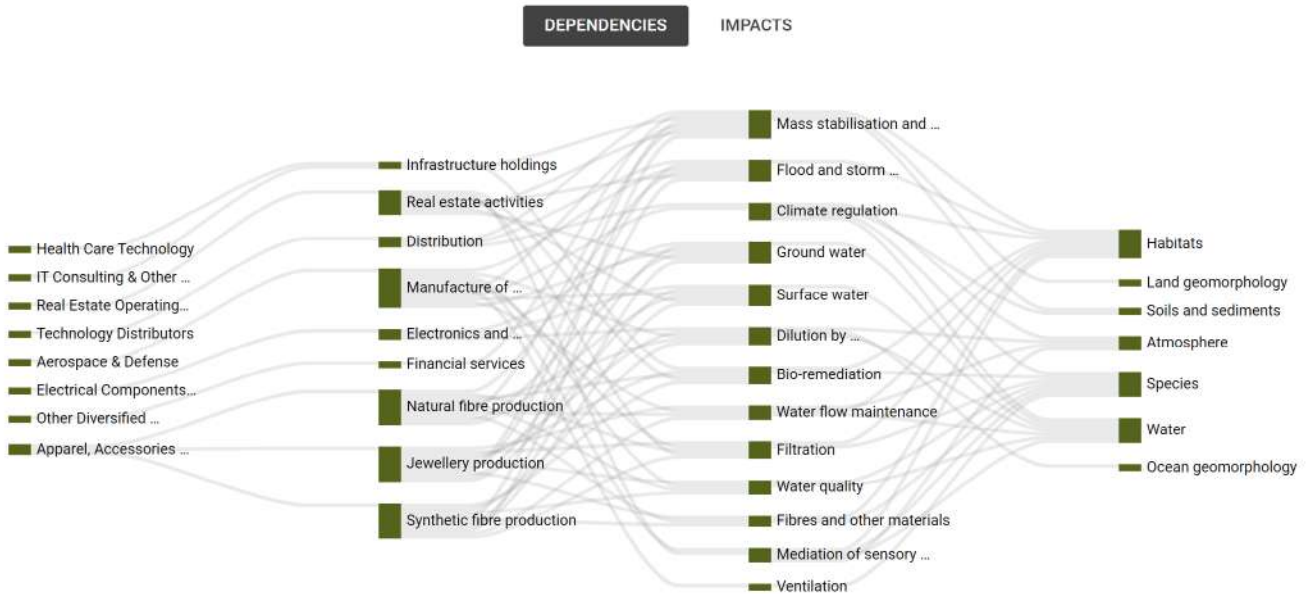 DEPENDENCIES
IMPACTS
Health Care Technology
IT Consulting & Other ...
Real Estate Operating...
Technology Distributors
Aerospace & Defense
Electrical Components...
Other Diversified ...
Apparel, Accessories ...
Infrastructure holdings
Real estate activities
Distribution
Manufacture of ...
Electronics and ...
Financial services
Natural fibre production
Jewellery production
Synthetic fibre production
Mass stabilisation and ...
Flood and storm ...
Climate regulation
Ground water
Surface water
Dilution by ...
Bio-remediation
Water flow maintenance
Filtration
Water quality
Fibres and other materials
Mediation of sensory ...
Ventilation
Habitats
Land geomorphology
Soils and sediments
Atmosphere
Species
Water
Ocean geomorphology